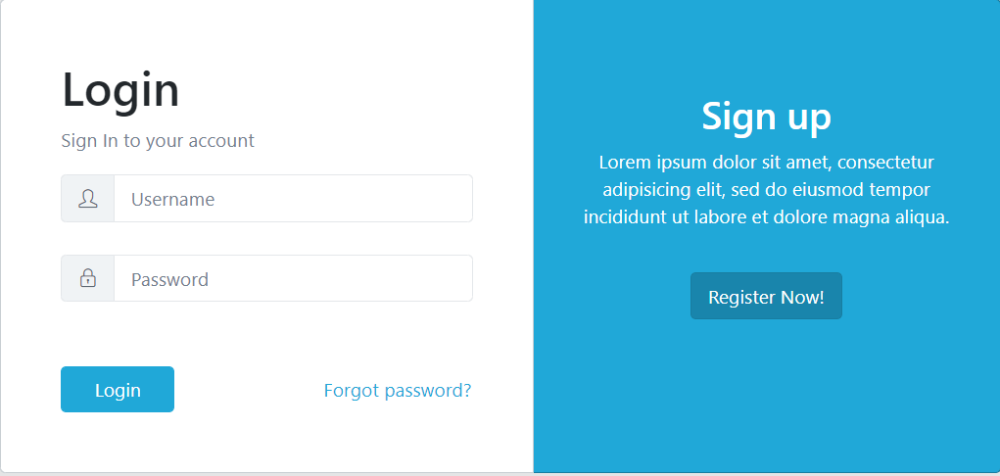 Login
Sign In to your account
Username
Password
Login
Forgot password?
Sign up
Lorem ipsum dolor sit amet, consectetur
adipisicing elit, sed do eiusmod tempor
incididunt ut labore et dolore magna aliqua.
Register Now!